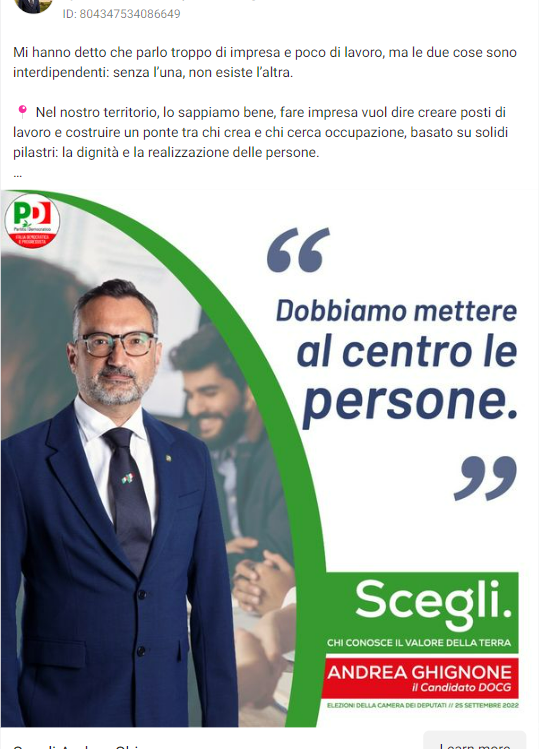 ID: 804347534086649
Mi hanno detto che parlo troppo di impresa e poco di lavoro, ma le due cose sono
interdipendenti: senza l'una, non esiste l'altra.
📍 Nel nostro territorio, lo sappiamo bene, fare impresa vuol dire creare posti di
lavoro e costruire un ponte tra chi crea e chi cerca occupazione, basato su solidi
pilastri: la dignità e la realizzazione delle persone.
...
PD
Partito Democratico
ITALIA DEMOCRATICA
E PROGRESSISTA
“
Dobbiamo mettere
al centro le
persone.
”
Scegli.
CHI CONOSCE IL VALORE DELLA TERRA
ANDREA GHIGNONE
il Candidato DOCG
ELEZIONI DELLA CAMERA DEI DEPUTATI // 25 SETTEMBRE 2022
Learn more